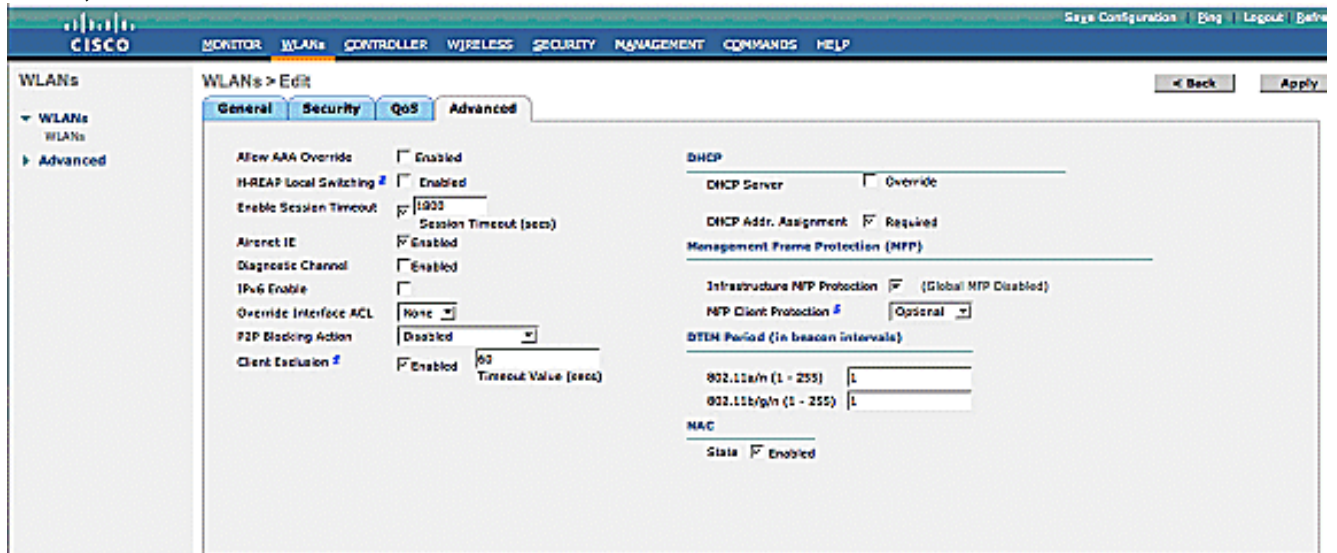 Save Configuration | Ping | Logout | Refre
CISCO
MONITOR WLANs CONTROLLER WIRELESS SECURITY MANAGEMENT COMMANDS HELP
WLANs
WLANs
WLANs
Advanced
WLANs > Edit
< Back
Apply
General
Security
QoS
Advanced
Allow AAA Override Enabled
H-REAP Local Switching 2 Enabled
Enable Session Timeout 1800
Session Timeout (secs)
Aironet IE Enabled
Diagnostic Channel Enabled
IPv6 Enable
Override Interface ACL None
P2P Blocking Action Disabled
Client Exclusion Enabled 60
Timeout Value (secs)
DHCP
DHCP Server Override
DHCP Addr. Assignment Required
Management Frame Protection (MFP)
Infrastructure MFP Protection (Global MFP Disabled)
MFP Client Protection Optional
DTIM Period (in beacon intervals)
802.11a/n (1 - 255) 1
802.11b/g/n (1 - 255) 1
NAC
State Enabled